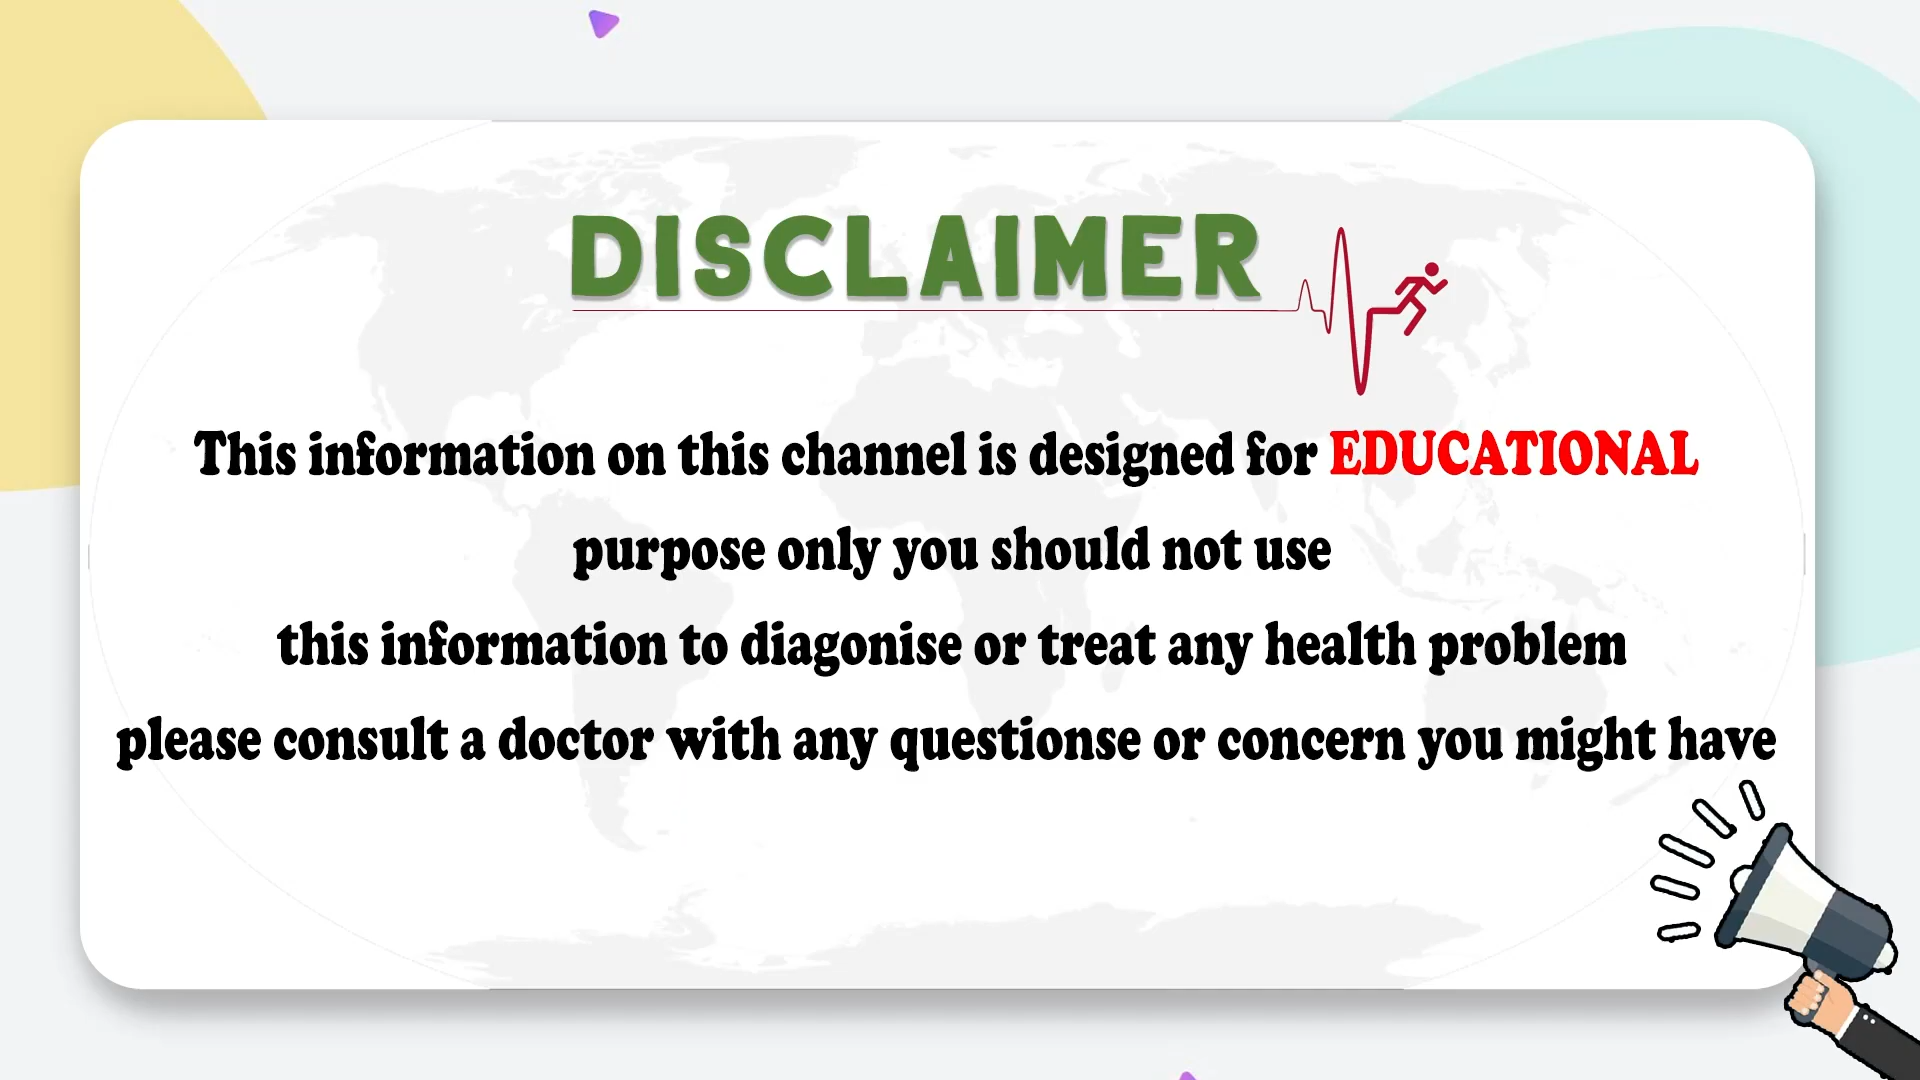 DISCLAIMER
This information on this channel is designed for EDUCATIONAL
purpose only you should not use
this information to diagonise or treat any health problem
please consult a doctor with any questionse or concern you might have